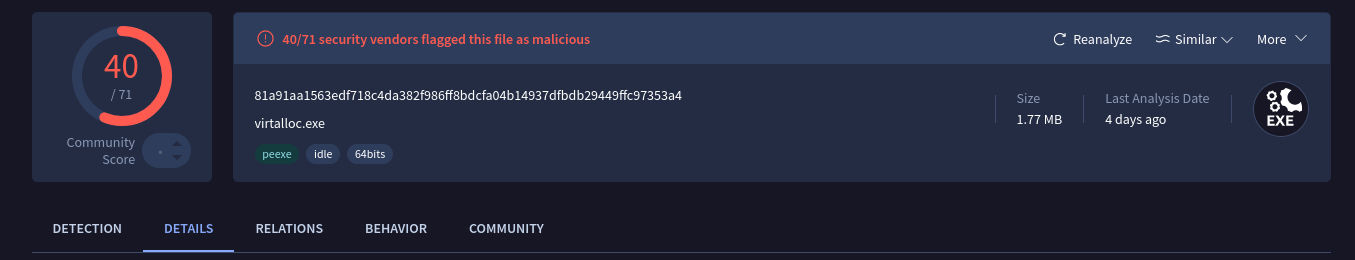 40
/ 71
Community
Score
40/71 security vendors flagged this file as malicious
Reanalyze
Similar
More
81a91aa1563edf718c4da382f986ff8bdcfa04b14937dfbdb29449ffc97353a4
virtalloc.exe
peexe
idle
64bits
Size
1.77 MB
Last Analysis Date
4 days ago
EXE
DETECTION
DETAILS
RELATIONS
BEHAVIOR
COMMUNITY